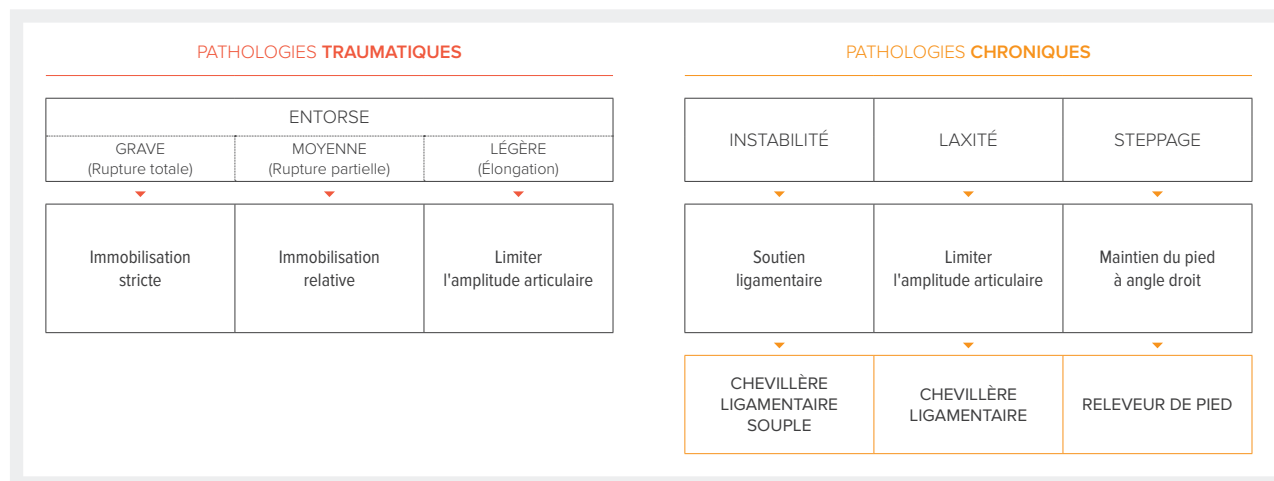 PATHOLOGIES TRAUMATIQUES
ENTORSE
GRAVE
(Rupture totale)
MOYENNE
(Rupture partielle)
LÉGÈRE
(Élongation)
Immobilisation
stricte
Immobilisation
relative
Limiter
l'amplitude articulaire
PATHOLOGIES CHRONIQUES
INSTABILITÉ
LAXITÉ
STEPPAGE
Soutien
ligamentaire
Limiter
l'amplitude articulaire
Maintien du pied
à angle droit
CHEVILLÈRE
LIGAMENTAIRE
SOUPLE
CHEVILLÈRE
LIGAMENTAIRE
RELEVEUR DE PIED